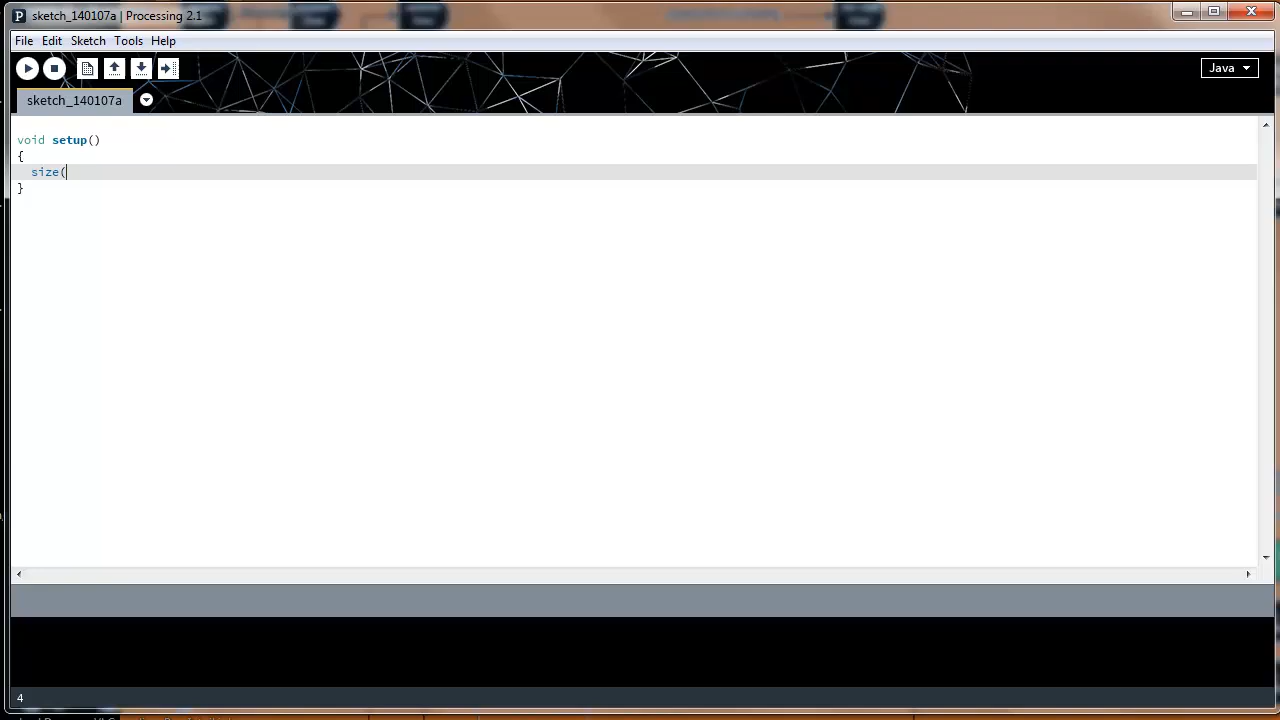 sketch_140107a | Processing 2.1
File Edit Sketch Tools Help
Java
sketch_140107a
void setup()
{
size(
}
4